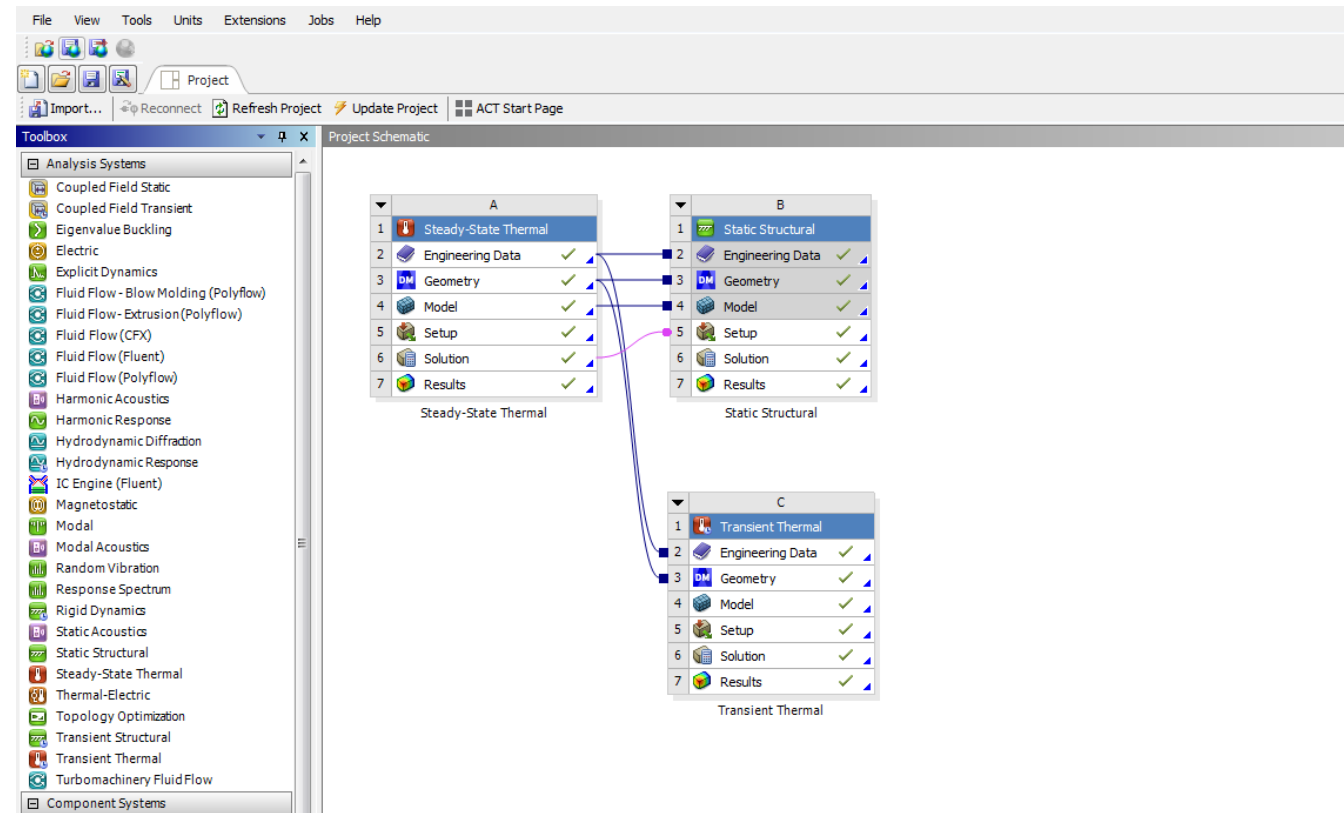 File View Tools Units Extensions Jobs Help
Project
Import... Reconnect Refresh Project Update Project ACT Start Page
Toolbox
Analysis Systems
Coupled Field Static
Coupled Field Transient
Eigenvalue Buckling
Electric
Explicit Dynamics
Fluid Flow - Blow Molding (Polyflow)
Fluid Flow- Extrusion (Polyflow)
Fluid Flow (CFX)
Fluid Flow (Fluent)
Fluid Flow (Polyflow)
Harmonic Acoustics
Harmonic Response
Hydrodynamic Diffraction
Hydrodynamic Response
IC Engine (Fluent)
Magnetostatic
Modal
Modal Acoustics
Random Vibration
Response Spectrum
Rigid Dynamics
Static Acoustics
Static Structural
Steady-State Thermal
Thermal-Electric
Topology Optimization
Transient Structural
Transient Thermal
Turbomachinery Fluid Flow
Component Systems
Project Schematic
A
1 Steady-State Thermal
2 Engineering Data
3 DM Geometry
4 Model
5 Setup
6 Solution
7 Results
Steady-State Thermal
B
1 Static Structural
2 Engineering Data
3 DM Geometry
4 Model
5 Setup
6 Solution
7 Results
Static Structural
C
1 Transient Thermal
2 Engineering Data
3 DM Geometry
4 Model
5 Setup
6 Solution
7 Results
Transient Thermal